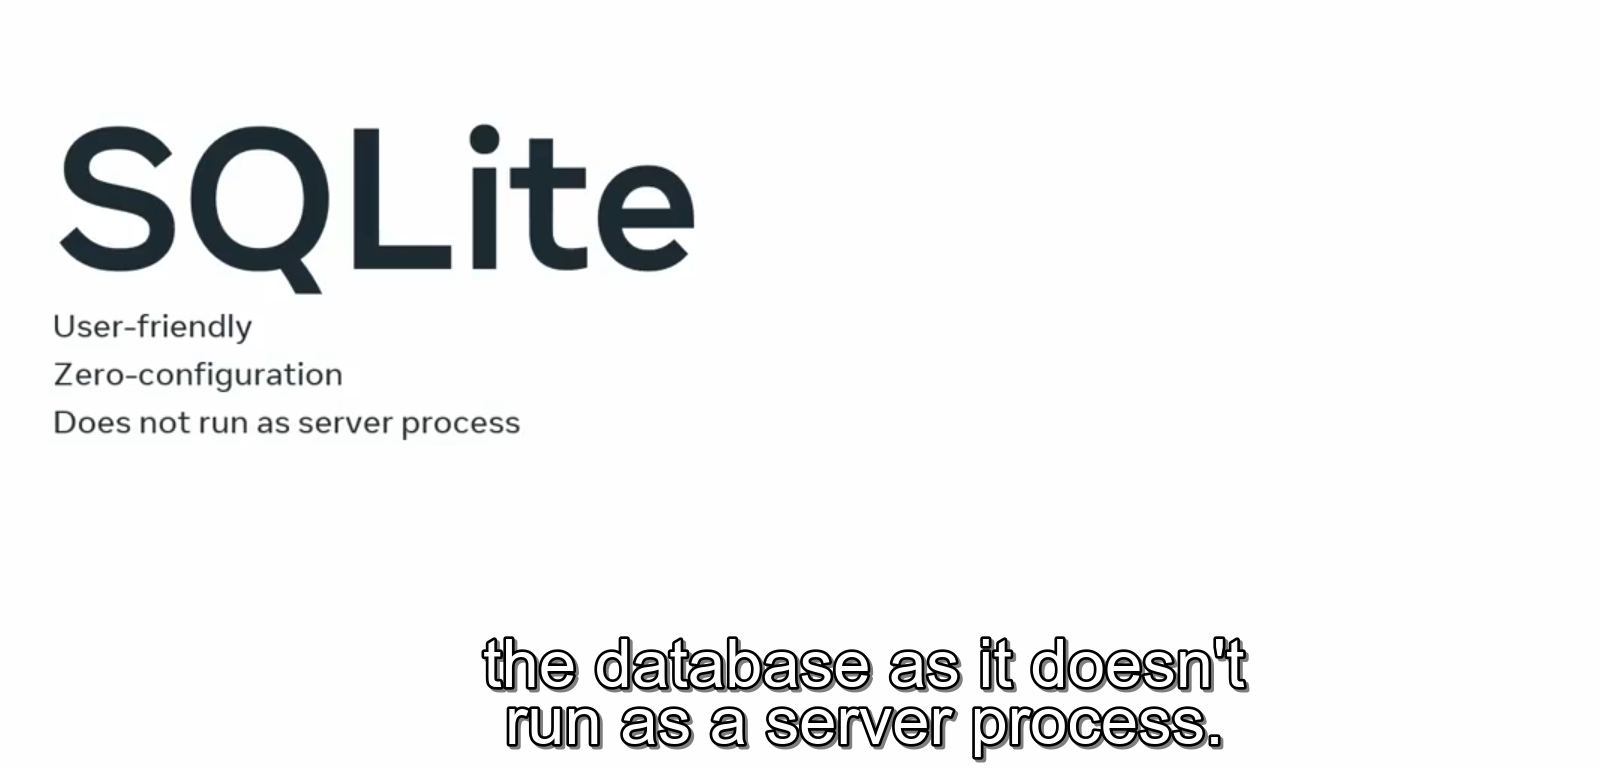 SQLite
User-friendly
Zero-configuration
Does not run as server process
the database as it doesn't
run as a server process.